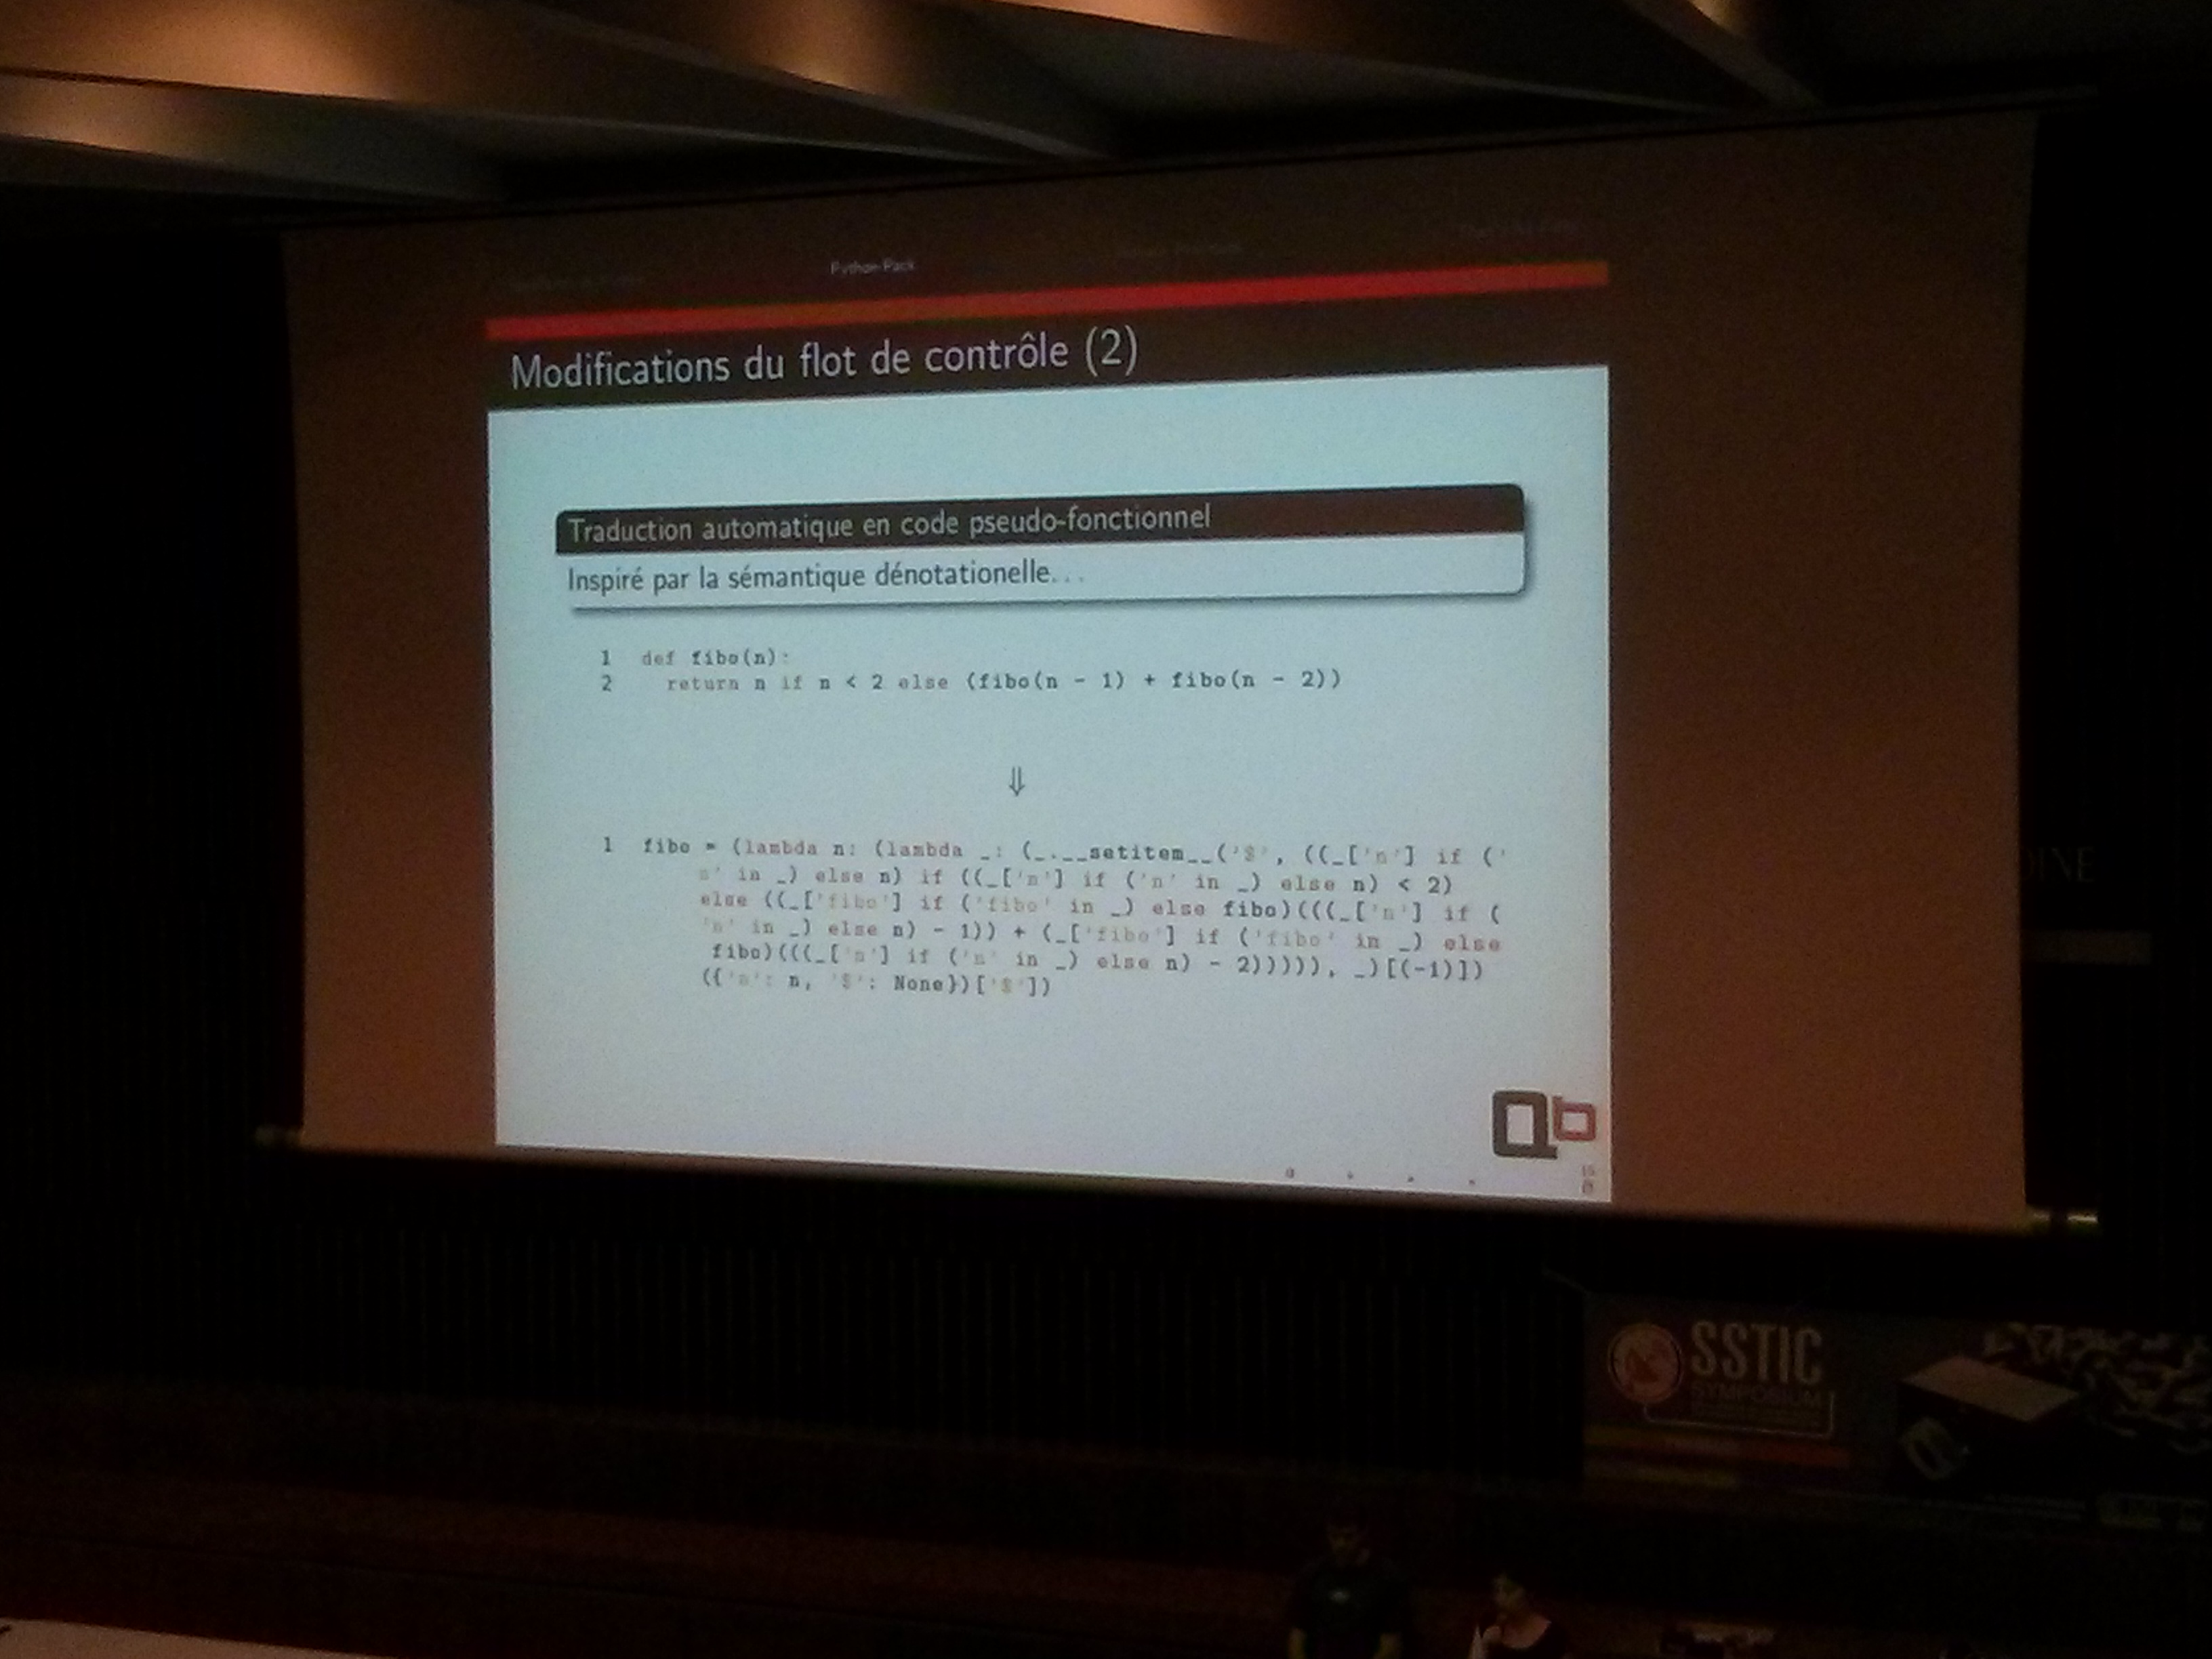 Python-Pack
Modifications du flot de contrôle (2)
Traduction automatique en code pseudo-fonctionnel
Inspiré par la sémantique dénotationelle...
1 def fibo(n):
2 return n if n < 2 else (fibo(n - 1) + fibo(n - 2))
⇓
1 fibo = (lambda n: (lambda _: (_.__setitem__('$', ((_['n'] if ('
n' in _) else n) if ((_['n'] if ('n' in _) else n) < 2)
else ((_['fibo'] if ('fibo' in _) else fibo)(((_['n'] if (
'n' in _) else n) - 1)) + (_['fibo'] if ('fibo' in _) else
fibo)(((_['n'] if ('n' in _) else n) - 2))))), _)[(-1)])
({'n': n, '$': None})['$'])
Qb
SSTIC
SYMPOSIUM